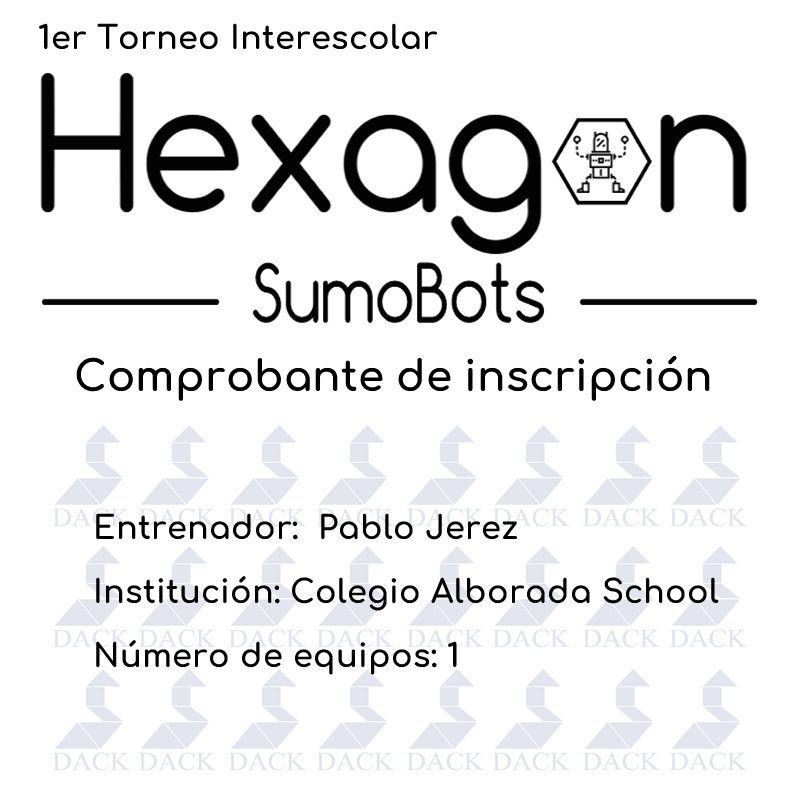 1er Torneo Interescolar
Hexagon
SumoBots
Comprobante de inscripción
DACK DACK DACK DACK DACK DACK DACK DACK
Entrenador: Pablo Jerez
Institución: Colegio Alborada School
DACK DACK DACK DACK DACK DACK DACK DACK
Número de equipos: 1
DACK DACK DACK DACK DACK DACK DACK DACK